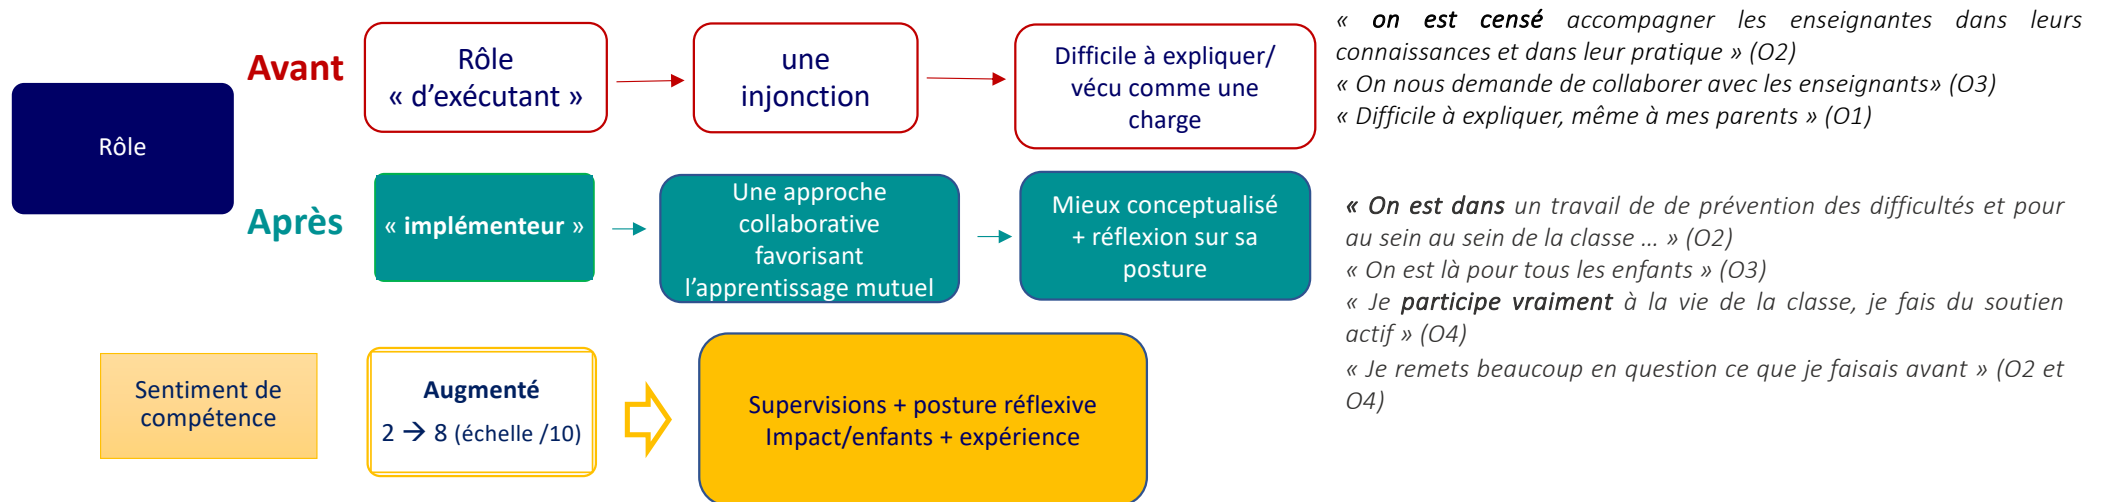 Rôle
Avant
Rôle
« d’exécutant »
une
injonction
Difficile à expliquer/
vécu comme une
charge
« on est censé accompagner les enseignantes dans leurs
connaissances et dans leur pratique » (O2)
« On nous demande de collaborer avec les enseignants» (O3)
« Difficile à expliquer, même à mes parents » (O1)
Après
« implémenteur »
Une approche
collaborative
favorisant
l’apprentissage mutuel
Mieux conceptualisé
+ réflexion sur sa
posture
« On est dans un travail de de prévention des difficultés et pour
au sein au sein de la classe … » (O2)
« On est là pour tous les enfants » (O3)
« Je participe vraiment à la vie de la classe, je fais du soutien
actif » (O4)
« Je remets beaucoup en question ce que je faisais avant » (O2 et
O4)
Sentiment de
compétence
Augmenté
2 → 8 (échelle /10)
Supervisions + posture réflexive
Impact/enfants + expérience